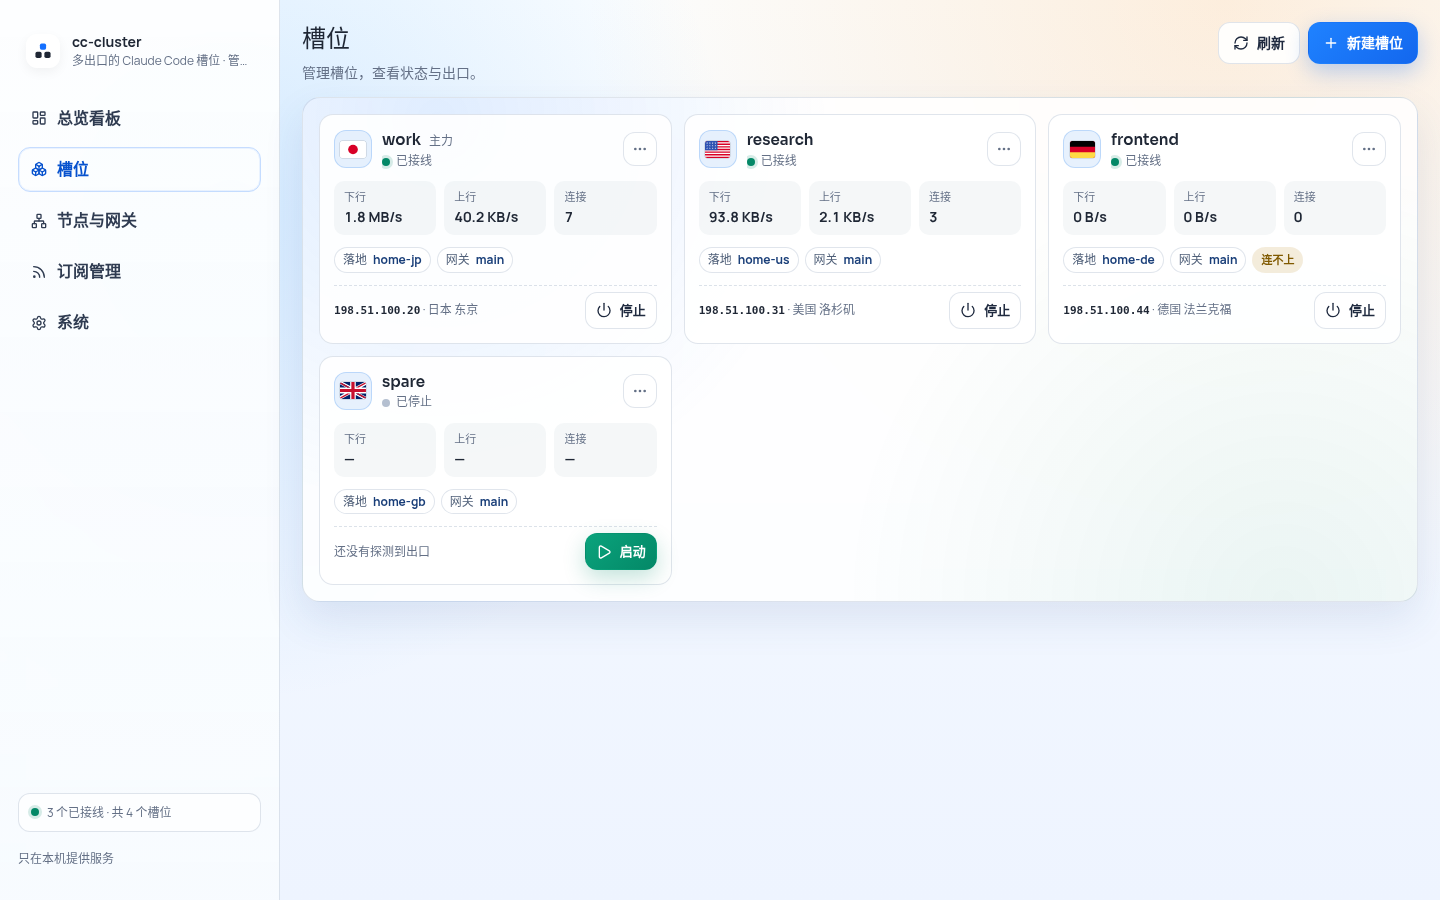 cc-cluster
多出口的 Claude Code 槽位 · 管…
总览看板
槽位
节点与网关
订阅管理
系统
3 个已接线 · 共 4 个槽位
只在本机提供服务
槽位
管理槽位，查看状态与出口。
刷新
新建槽位
work 主力
已接线
下行 上行 连接
1.8 MB/s 40.2 KB/s 7
落地 home-jp 网关 main
198.51.100.20 · 日本 东京 停止
research
已接线
下行 上行 连接
93.8 KB/s 2.1 KB/s 3
落地 home-us 网关 main
198.51.100.31 · 美国 洛杉矶 停止
frontend
已接线
下行 上行 连接
0 B/s 0 B/s 0
落地 home-de 网关 main 连不上
198.51.100.44 · 德国 法兰克福 停止
spare
已停止
下行 上行 连接
— — —
落地 home-gb 网关 main
还没有探测到出口 启动